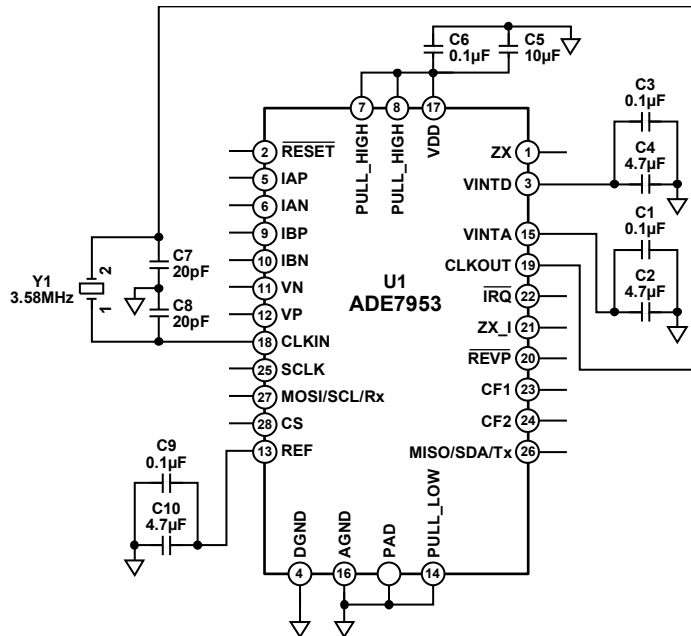 C6
0.1µF
C5
10µF
7
8
17
PULL_HIGH
PULL_HIGH
VDD
C3
0.1µF
C4
4.7µF
2 RESET
5 IAP
6 IAN
9 IBP
10 IBN
11 VN
12 VP
18 CLKIN
25 SCLK
27 MOSI/SCL/Rx
28 CS
13 REF
U1
ADE7953
ZX 1
VINTD 3
VINTA 15
CLKOUT 19
IRQ 22
ZX_I 21
REVP 20
CF1 23
CF2 24
MISO/SDA/Tx 26
C1
0.1µF
C2
4.7µF
Y1
3.58MHz
2
1
C7
20pF
C8
20pF
C9
0.1µF
C10
4.7µF
DGND
AGND
PAD
PULL_LOW
4
16
14